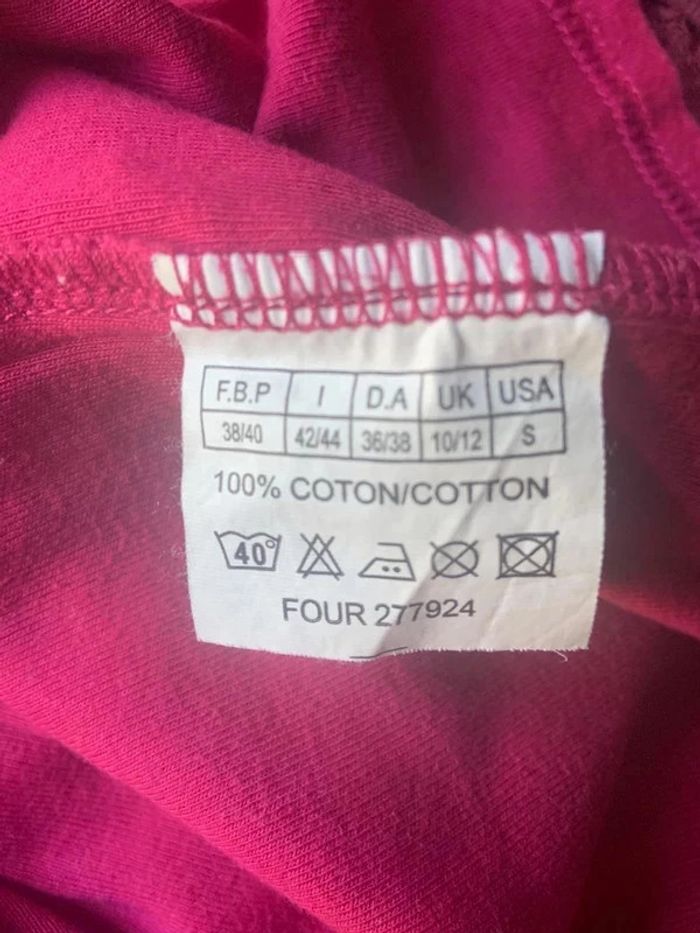 F.B.P I D.A UK USA
38/40 42/44 36/38 10/12 S
100% COTON/COTTON
40°
FOUR 277924